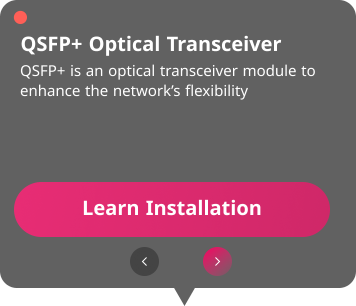 QSFP+ Optical Transceiver
QSFP+ is an optical transceiver module to
enhance the network’s flexibility
Learn Installation